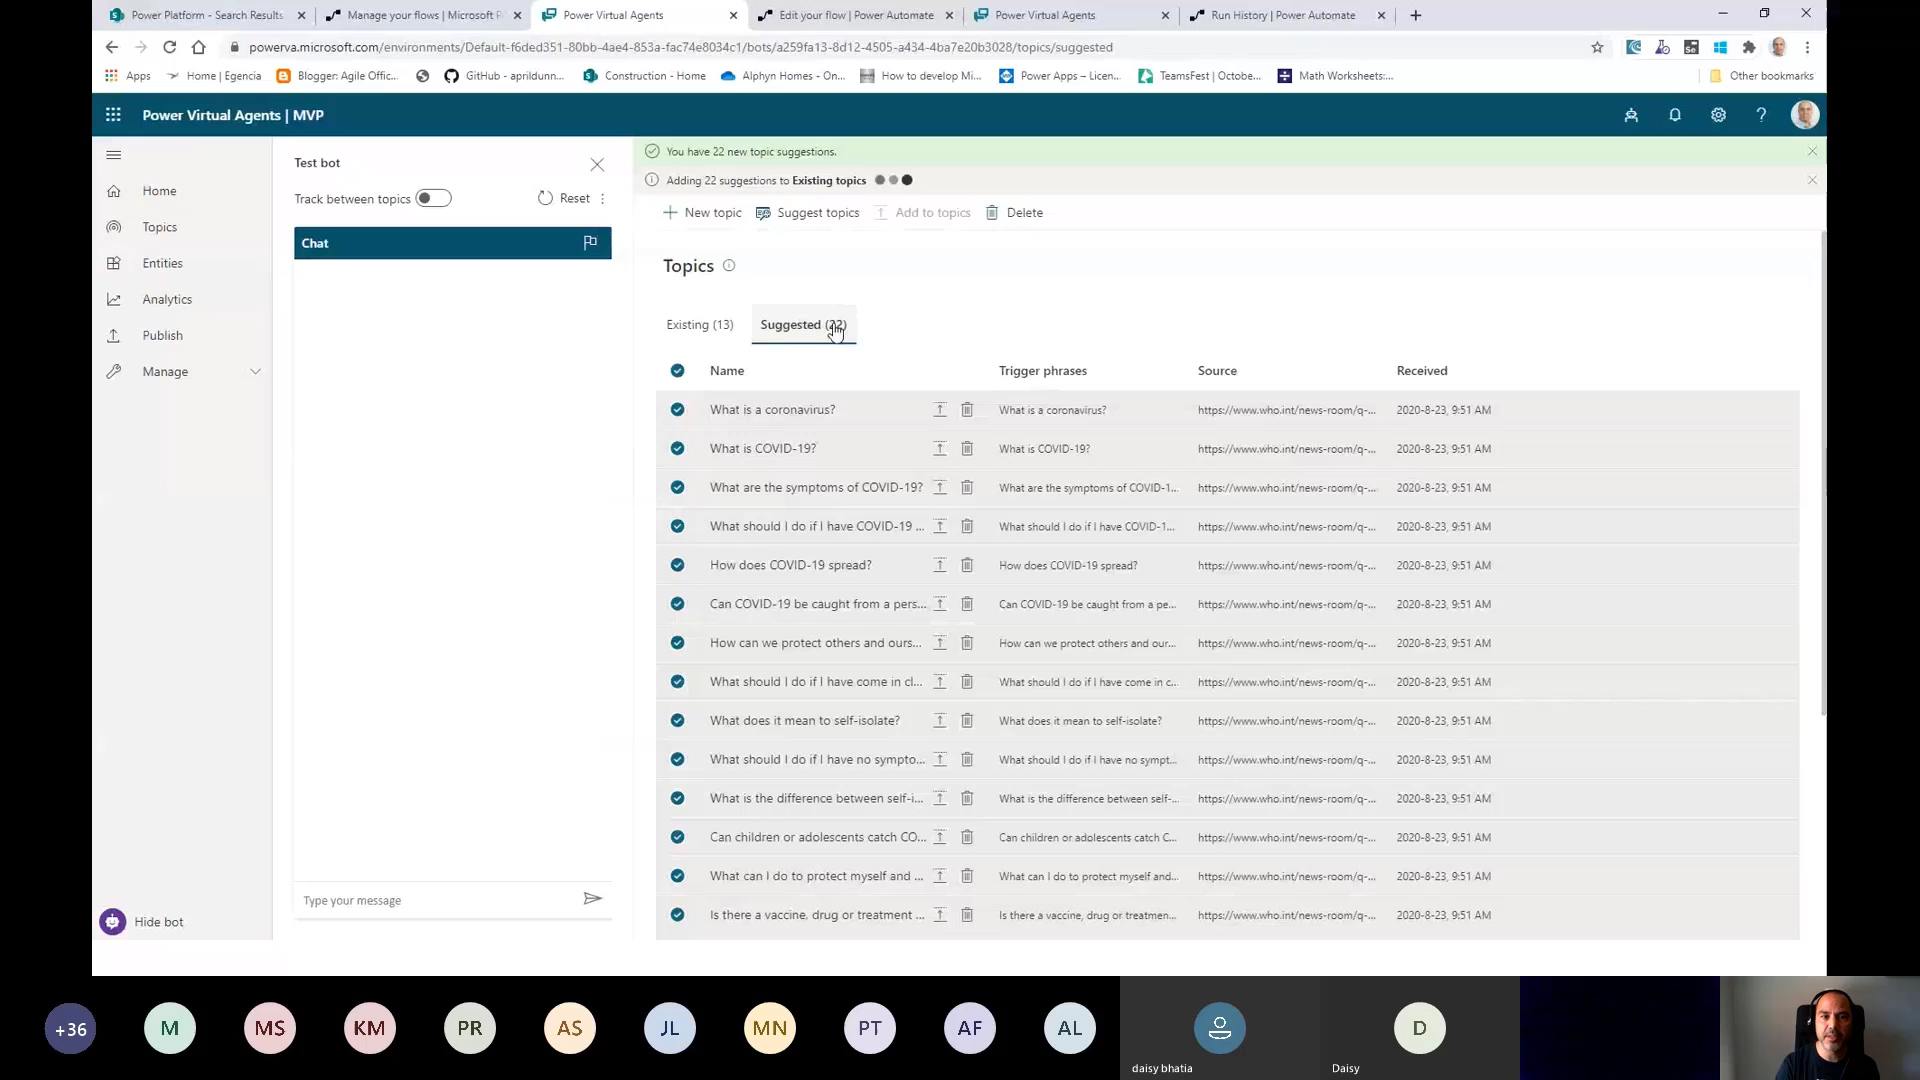 Power Platform - Search Results
Manage your flows | Microsoft P
Power Virtual Agents
Edit your flow | Power Automate
Power Virtual Agents
Run History | Power Automate
powerva.microsoft.com/environments/Default-f6ded351-80bb-4ae4-853a-fac74e8034c1/bots/a259fa13-8d12-4505-a434-4ba7e20b3028/topics/suggested
Apps
Home | Egencia
Blogger: Agile Offic...
GitHub - aprildunn...
Construction - Home
Alphyn Homes - On...
How to develop Mi...
Power Apps – Licen...
TeamsFest | Octobe...
Math Worksheets:...
Other bookmarks
Power Virtual Agents | MVP
Home
Topics
Entities
Analytics
Publish
Manage
Hide bot
Test bot
Track between topics
Reset
Chat
Type your message
You have 22 new topic suggestions.
Adding 22 suggestions to Existing topics
New topic
Suggest topics
Add to topics
Delete
Topics
Existing (13)
Suggested (22)
Name Trigger phrases Source Received
What is a coronavirus? What is a coronavirus? https://www.who.int/news-room/q-... 2020-8-23, 9:51 AM
What is COVID-19? What is COVID-19? https://www.who.int/news-room/q-... 2020-8-23, 9:51 AM
What are the symptoms of COVID-19? What are the symptoms of COVID-1... https://www.who.int/news-room/q-... 2020-8-23, 9:51 AM
What should I do if I have COVID-19 ... What should I do if I have COVID-1... https://www.who.int/news-room/q-... 2020-8-23, 9:51 AM
How does COVID-19 spread? How does COVID-19 spread? https://www.who.int/news-room/q-... 2020-8-23, 9:51 AM
Can COVID-19 be caught from a pers... Can COVID-19 be caught from a pe... https://www.who.int/news-room/q-... 2020-8-23, 9:51 AM
How can we protect others and ours... How can we protect others and our... https://www.who.int/news-room/q-... 2020-8-23, 9:51 AM
What should I do if I have come in cl... What should I do if I have come in c... https://www.who.int/news-room/q-... 2020-8-23, 9:51 AM
What does it mean to self-isolate? What does it mean to self-isolate? https://www.who.int/news-room/q-... 2020-8-23, 9:51 AM
What should I do if I have no sympto... What should I do if I have no sympt... https://www.who.int/news-room/q-... 2020-8-23, 9:51 AM
What is the difference between self-i... What is the difference between self-... https://www.who.int/news-room/q-... 2020-8-23, 9:51 AM
Can children or adolescents catch CO... Can children or adolescents catch C... https://www.who.int/news-room/q-... 2020-8-23, 9:51 AM
What can I do to protect myself and ... What can I do to protect myself and... https://www.who.int/news-room/q-... 2020-8-23, 9:51 AM
Is there a vaccine, drug or treatment ... Is there a vaccine, drug or treatmen... https://www.who.int/news-room/q-... 2020-8-23, 9:51 AM
+36 M MS KM PR AS JL MN PT AF AL D
daisy bhatia
Daisy